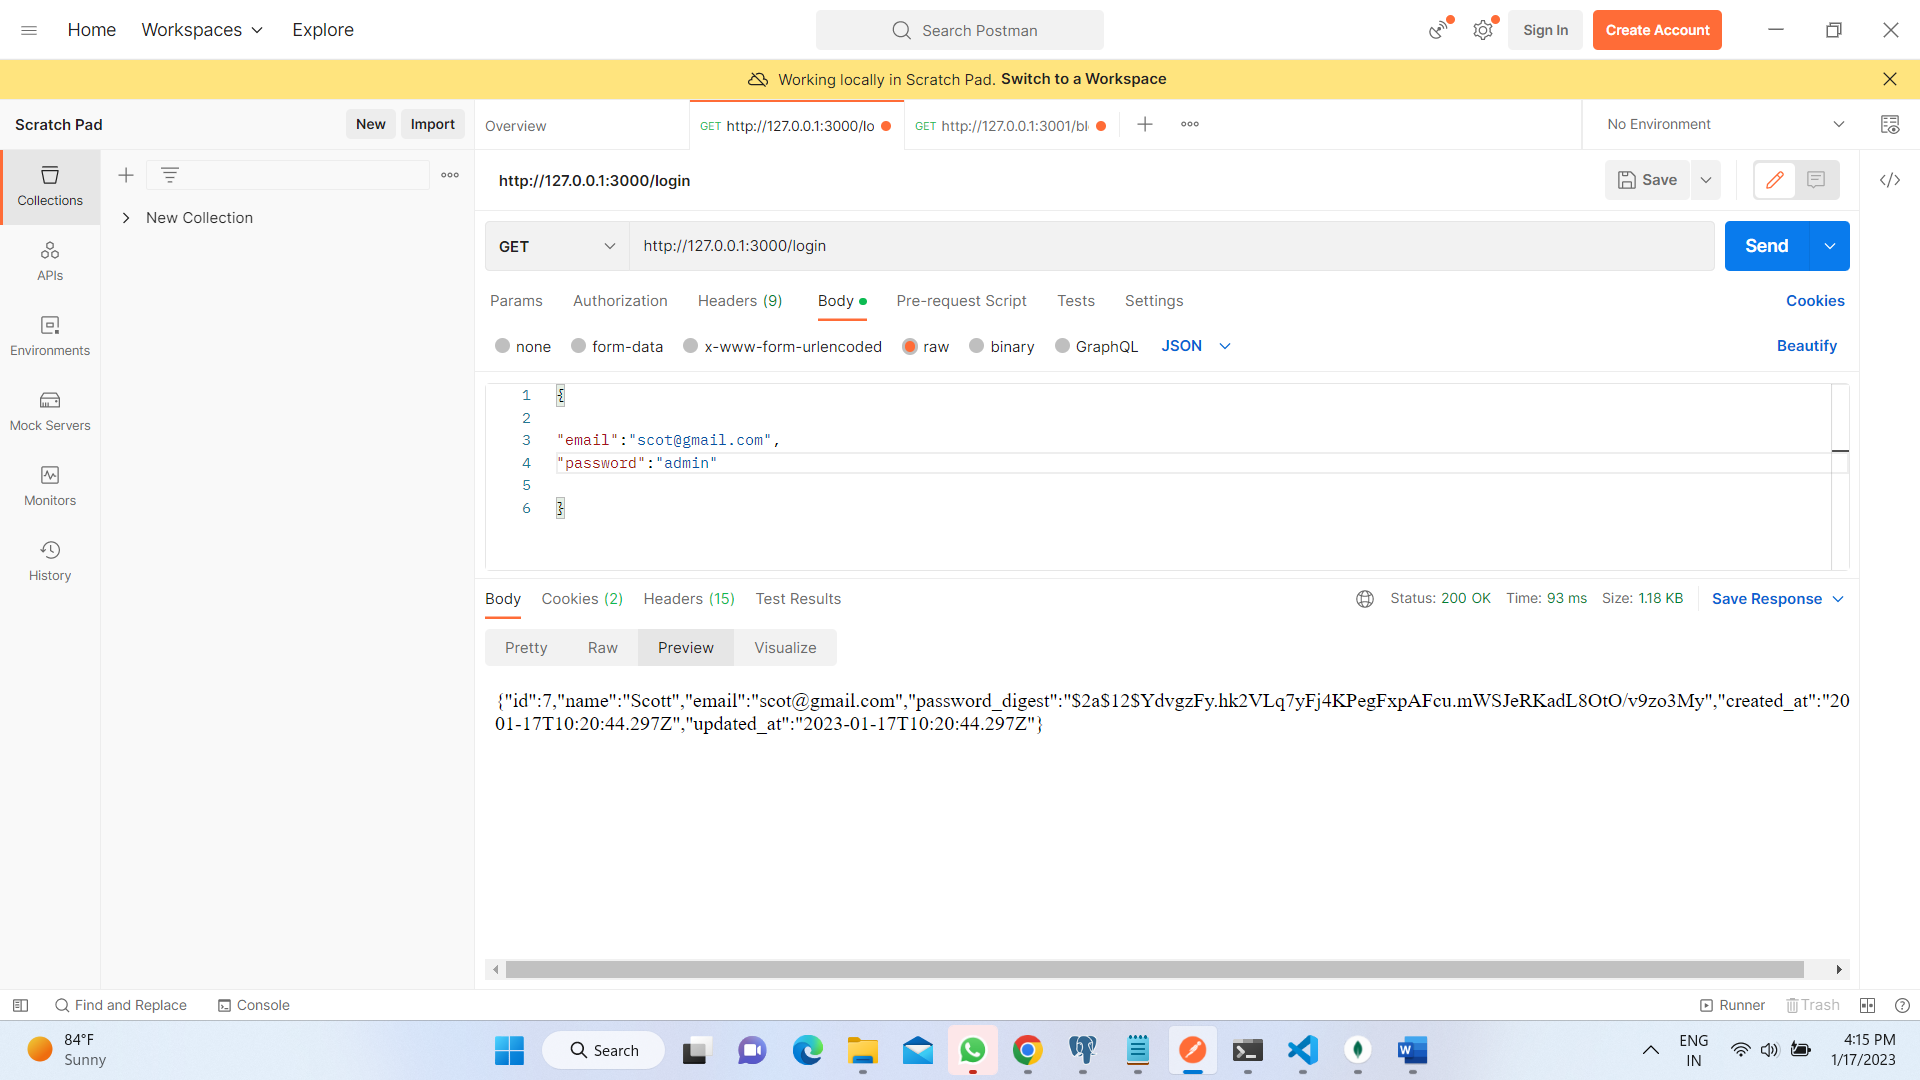 Home
Workspaces
Explore
Search Postman
Sign In
Create Account
Working locally in Scratch Pad. Switch to a Workspace
Scratch Pad
New
Import
Overview
GET http://127.0.0.1:3000/lo
GET http://127.0.0.1:3001/bl
No Environment
Collections
APIs
Environments
Mock Servers
Monitors
History
New Collection
http://127.0.0.1:3000/login
Save
GET
http://127.0.0.1:3000/login
Send
Params
Authorization
Headers (9)
Body
Pre-request Script
Tests
Settings
Cookies
none
form-data
x-www-form-urlencoded
raw
binary
GraphQL
JSON
Beautify
1 {
2
3 "email":"scot@gmail.com",
4 "password":"admin"
5
6 }
Body
Cookies (2)
Headers (15)
Test Results
Status: 200 OK
Time: 93 ms
Size: 1.18 KB
Save Response
Pretty
Raw
Preview
Visualize
{"id":7,"name":"Scott","email":"scot@gmail.com","password_digest":"$2a$12$YdvgzFy.hk2VLq7yFj4KPegFxpAFcu.mWSJeRKadL8OtO/v9zo3My","created_at":"20
01-17T10:20:44.297Z","updated_at":"2023-01-17T10:20:44.297Z"}
Find and Replace
Console
Runner
Trash
84°F
Sunny
Search
ENG
IN
4:15 PM
1/17/2023